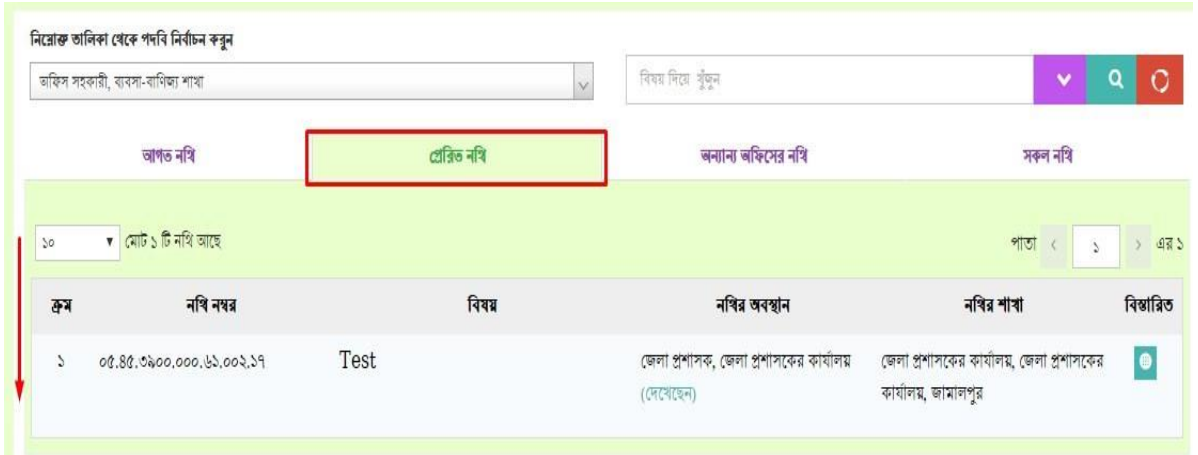 নিম্নোক্ত তালিকা থেকে পদবি নির্বাচন করুন
অফিস সহকারী, ব্যবসা-বাণিজ্য শাখা
বিষয় দিয়ে খুঁজুন
আগত নথি প্রেরিত নথি অন্যান্য অফিসের নথি সকল নথি
১০ মোট ১ টি নথি আছে পাতা < ১ > এর ১
ক্রম নথি নম্বর বিষয় নথির অবস্থান নথির শাখা বিস্তারিত
১ ০৫.৪৫.৩৯০০.০০০.৬১.০০২.১৭ Test জেলা প্রশাসক, জেলা প্রশাসকের কার্যালয় জেলা প্রশাসকের কার্যালয়, জেলা প্রশাসকের
(দেখেছেন) কার্যালয়, জামালপুর